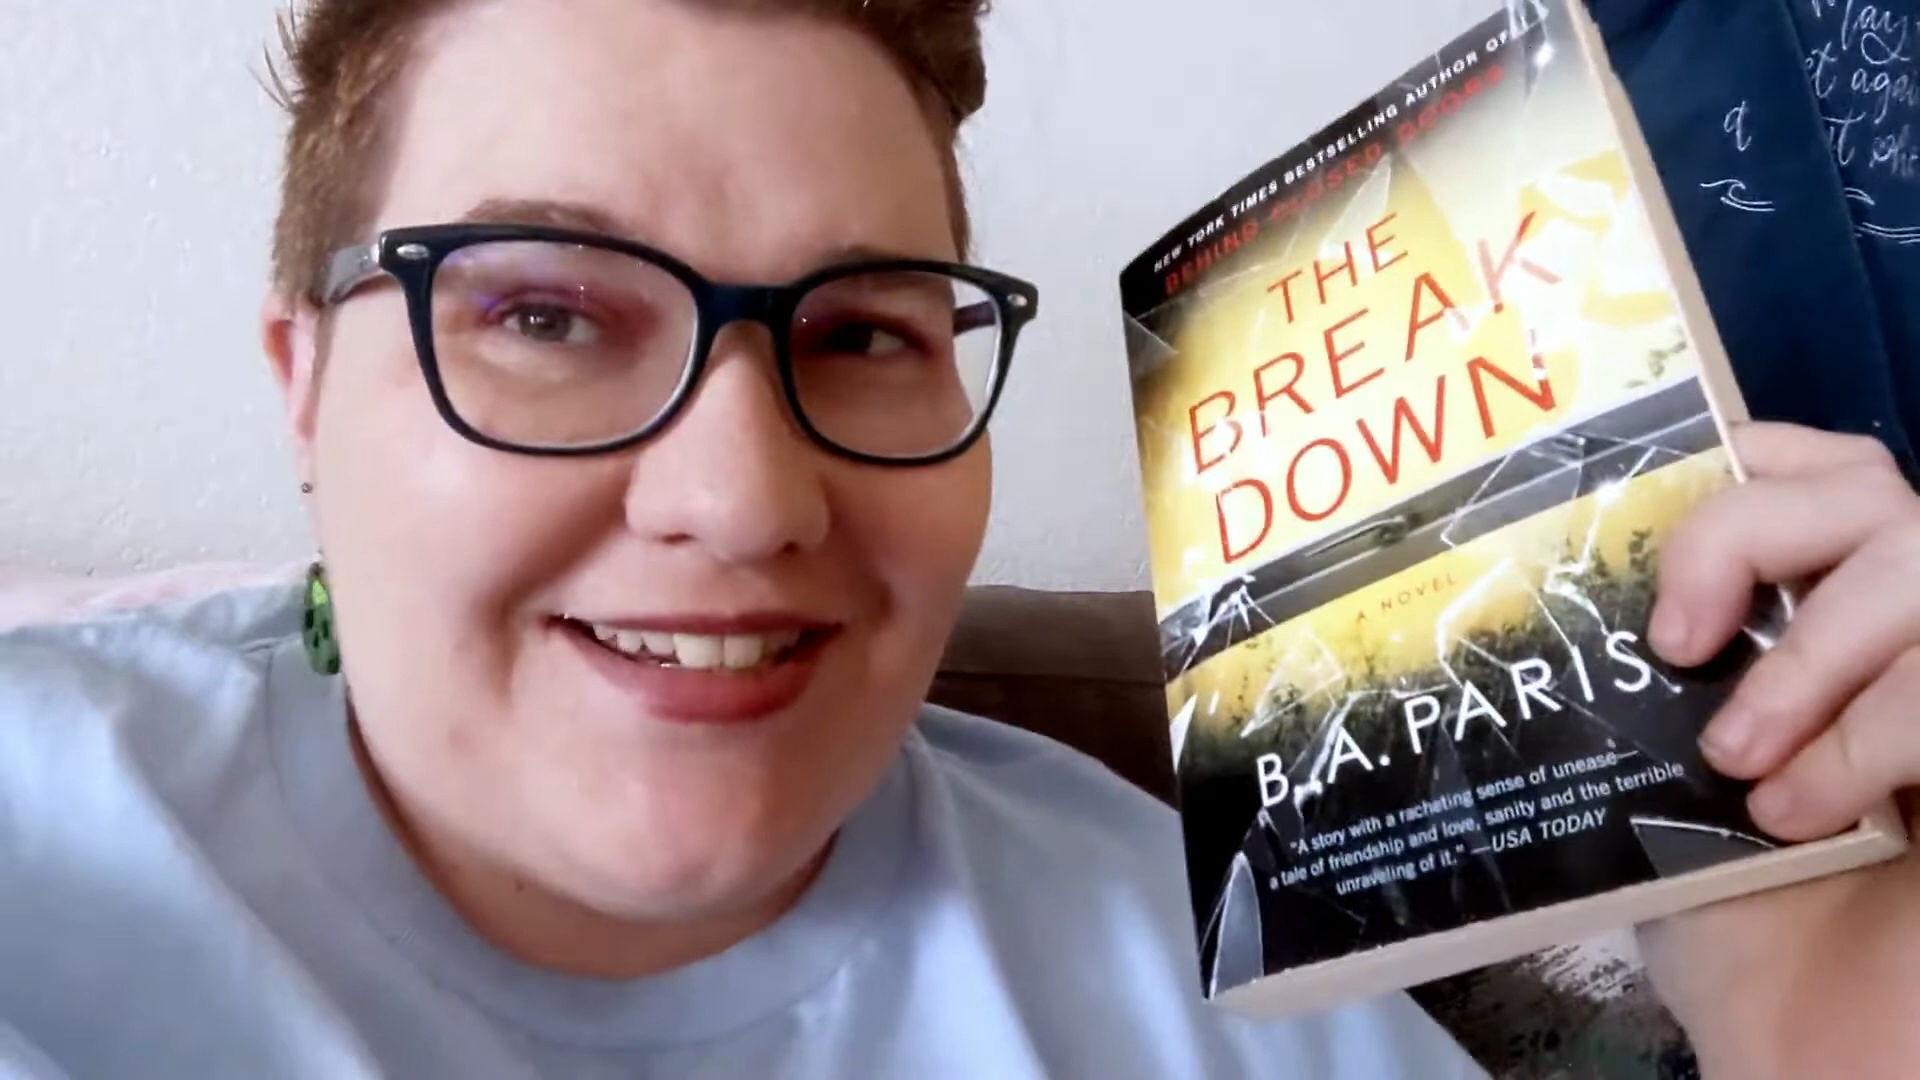 NEW YORK TIMES BESTSELLING AUTHOR OF
BEHIND CLOSED DOORS
THE
BREAK
DOWN
A NOVEL
B. A. PARIS
"A story with a racheting sense of unease—
a tale of friendship and love, sanity and the terrible
unraveling of it." —USA TODAY
May